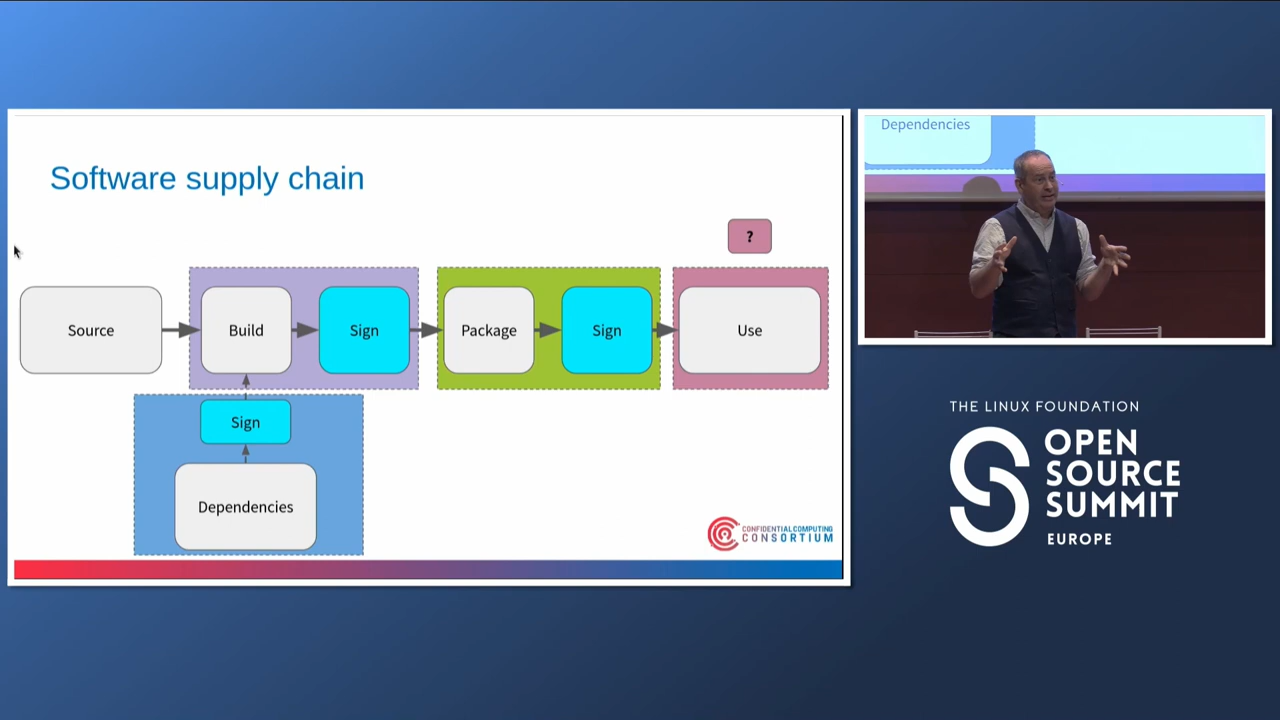 Software supply chain
?
Source
Build
Sign
Package
Sign
Use
Sign
Dependencies
CONFIDENTIAL COMPUTING
CONSORTIUM
Dependencies
THE LINUX FOUNDATION
OPEN
SOURCE
SUMMIT
EUROPE